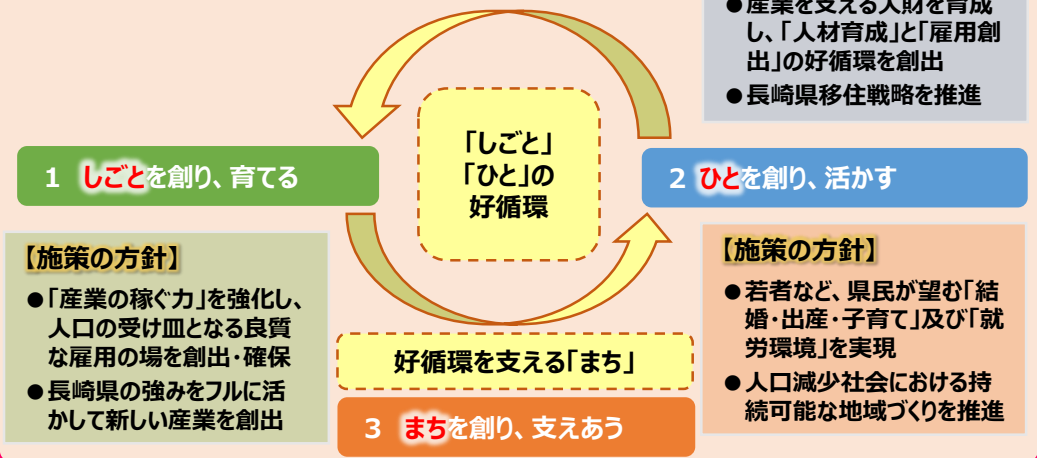 ●産業を支える人財を育成
し、「人材育成」と「雇用創
出」の好循環を創出
●長崎県移住戦略を推進
「しごと」
「ひと」の
好循環
1 しごとを創り、育てる
2 ひとを創り、活かす
【施策の方針】
●「産業の稼ぐ力」を強化し、
人口の受け皿となる良質
な雇用の場を創出・確保
●長崎県の強みをフルに活
かして新しい産業を創出
【施策の方針】
●若者など、県民が望む「結
婚・出産・子育て」及び「就
労環境」を実現
●人口減少社会における持
続可能な地域づくりを推進
好循環を支える「まち」
3 まちを創り、支えあう